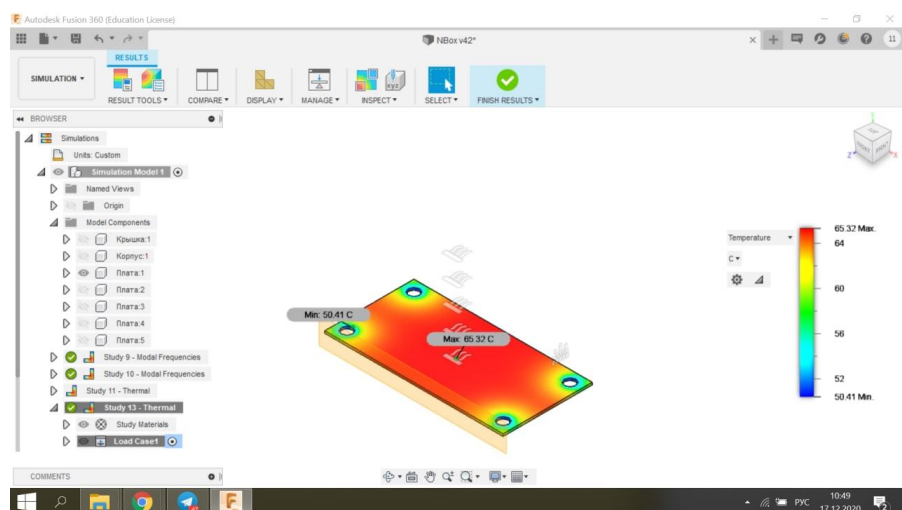 Autodesk Fusion 360 (Education License)
NBox v42*
11
RESULTS
SIMULATION
RESULT TOOLS
COMPARE
DISPLAY
MANAGE
INSPECT
SELECT
FINISH RESULTS
BROWSER
Simulations
Units: Custom
Simulation Model 1
Named Views
Origin
Model Components
Крышка:1
Корпус:1
Плата:1
Плата:2
Плата:3
Плата:4
Плата:5
Study 9 - Modal Frequencies
Study 10 - Modal Frequencies
Study 11 - Thermal
Study 13 - Thermal
Study Materials
Load Case1
COMMENTS
Min: 50.41 C
Max: 65.32 C
TOP
FRONT
RIGHT
Z
X
Temperature
C
65.32 Max.
64
60
56
52
50.41 Min.
РУС
10:49
17.12.2020